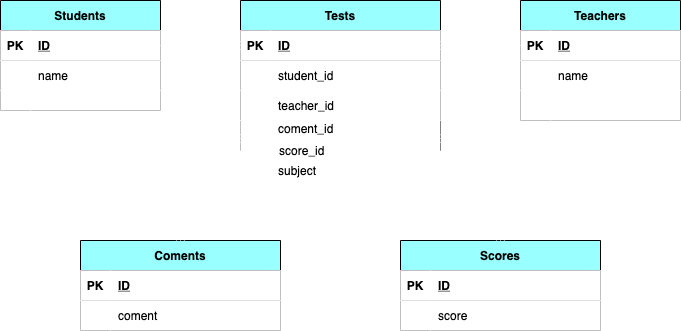 Students
PK ID
name
Tests
PK ID
student_id
teacher_id
coment_id
score_id
subject
Teachers
PK ID
name
Coments
PK ID
coment
Scores
PK ID
score